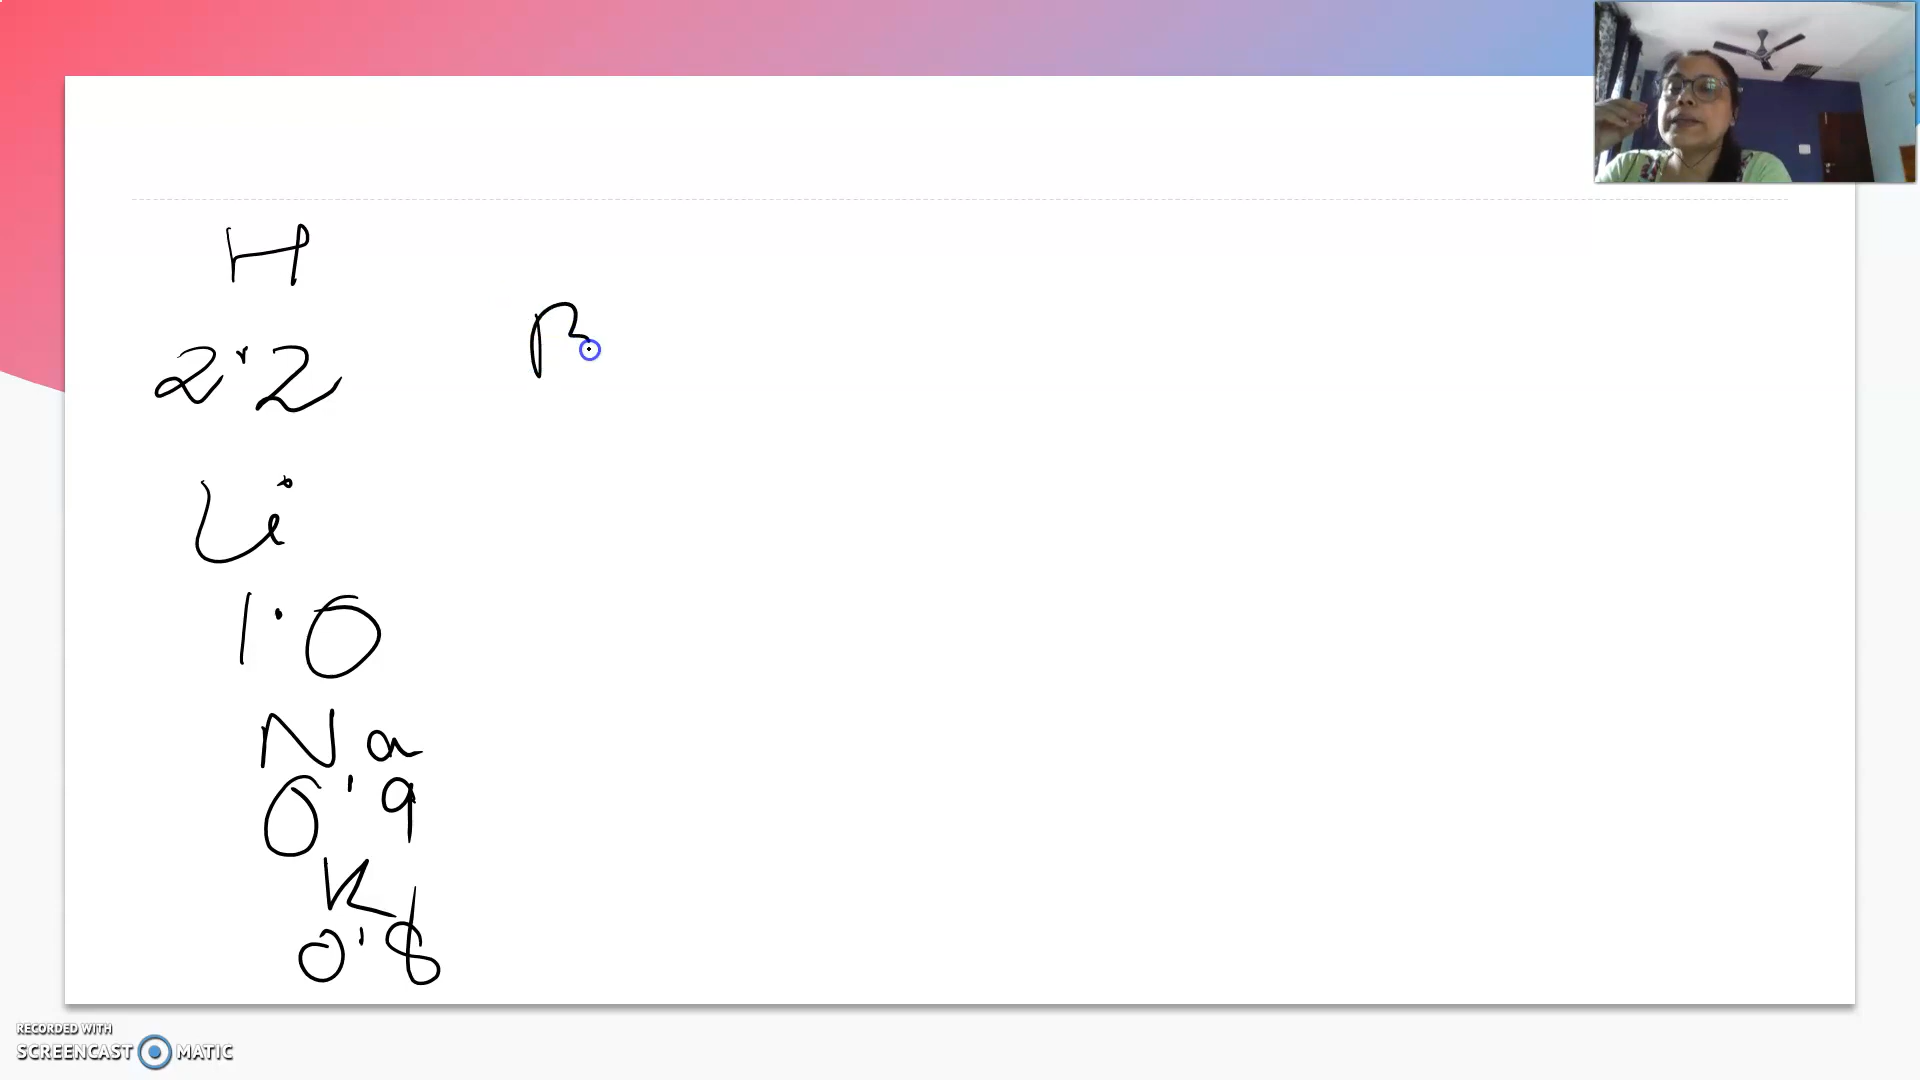 H
2.2
Li
1.0
Na
0.9
K
0.8
B
RECORDED WITH
SCREENCAST MATIC